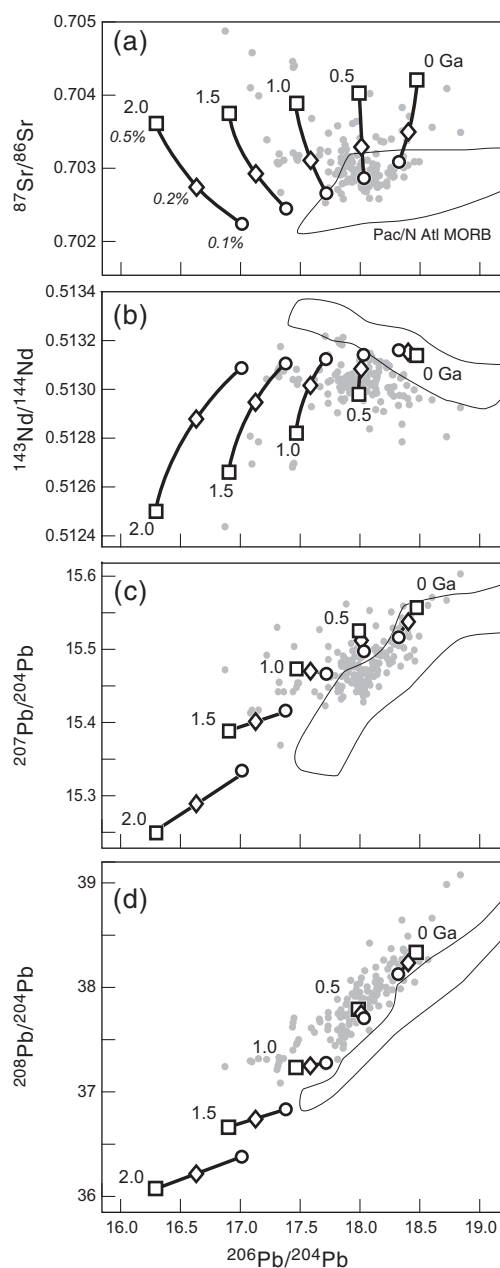 (a)
0.705
0.704
0.703
0.702
87Sr/86Sr
2.0
1.5
1.0
0.5
0 Ga
0.5%
0.2%
0.1%
Pac/N Atl MORB
(b)
0.5134
0.5132
0.5130
0.5128
0.5126
0.5124
143Nd/144Nd
0 Ga
0.5
1.0
1.5
2.0
(c)
15.6
15.5
15.4
15.3
207Pb/204Pb
0 Ga
0.5
1.0
1.5
2.0
(d)
39
38
37
36
208Pb/204Pb
0 Ga
0.5
1.0
1.5
2.0
16.0 16.5 17.0 17.5 18.0 18.5 19.0
206Pb/204Pb